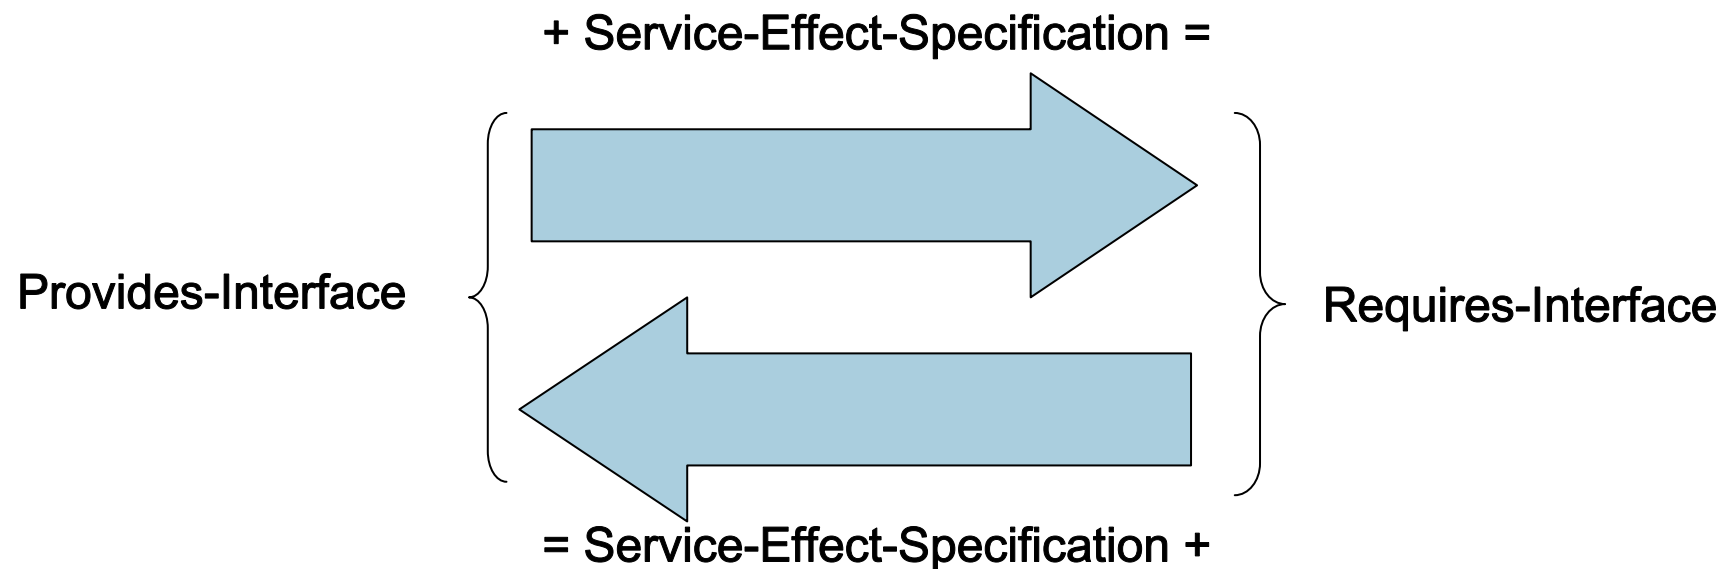 + Service-Effect-Specification =
Provides-Interface
Requires-Interface
= Service-Effect-Specification +